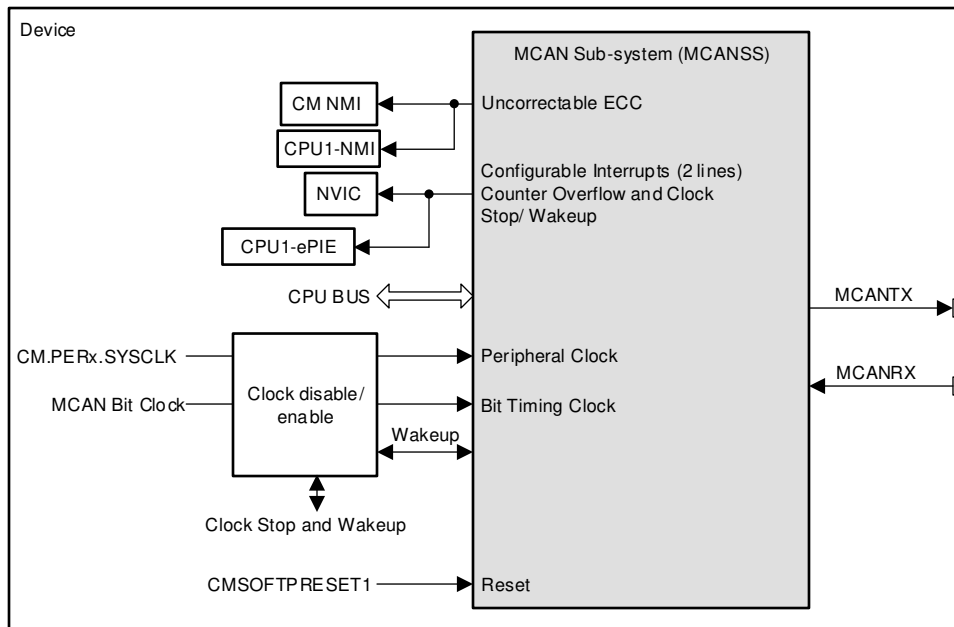 Device
MCAN Sub-system (MCANSS)
CM NMI
Uncorrectable ECC
CPU1-NMI
Configurable Interrupts (2 lines)
NVIC
Counter Overflow and Clock
Stop/ Wakeup
CPU1-ePIE
CPU BUS
MCANTX
CM.PERx.SYSCLK
Peripheral Clock
MCANRX
Clock disable/
enable
MCAN Bit Clock
Bit Timing Clock
Wakeup
Clock Stop and Wakeup
CMSOFTPRESET1
Reset